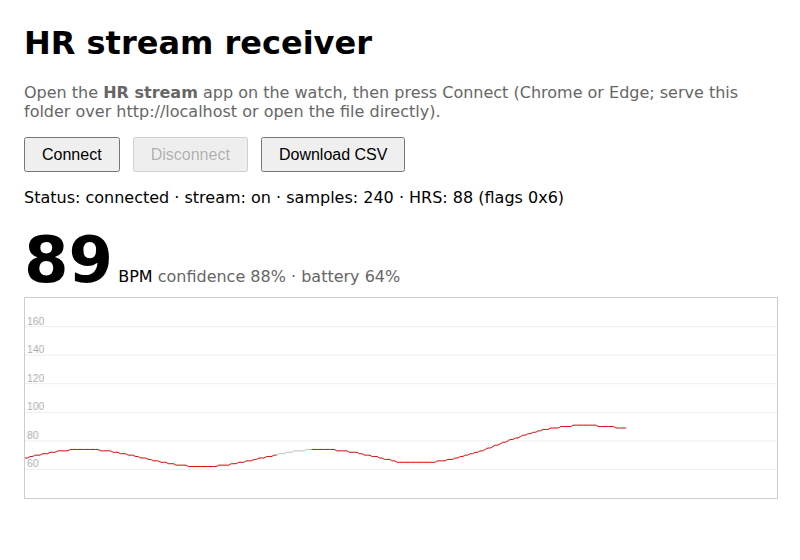 HR stream receiver
Open the HR stream app on the watch, then press Connect (Chrome or Edge; serve this
folder over http://localhost or open the file directly).
Connect Disconnect Download CSV
Status: connected · stream: on · samples: 240 · HRS: 88 (flags 0x6)
89 BPM confidence 88% · battery 64%
160
140
120
100
80
60